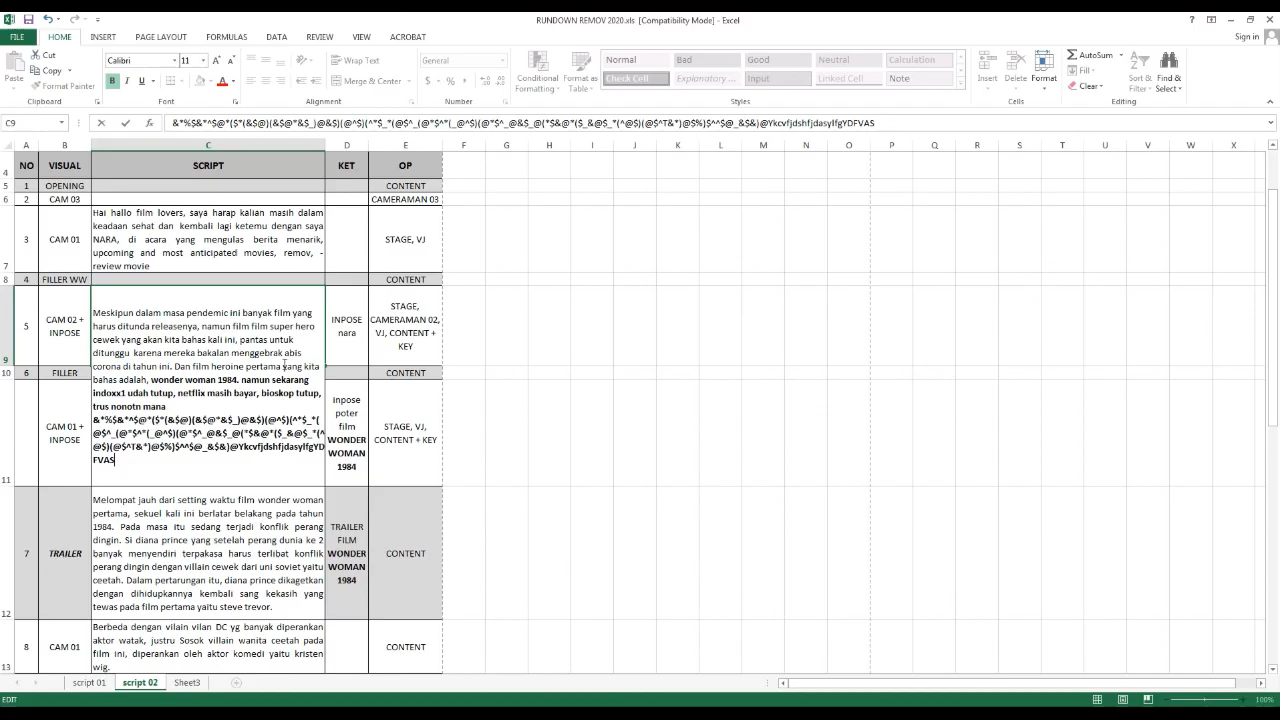 RUNDOWN REMOV 2020.xls [Compatibility Mode] - Excel
Sign in
FILE HOME INSERT PAGE LAYOUT FORMULAS DATA REVIEW VIEW ACROBAT
Paste
Cut
Copy
Format Painter
Clipboard
Calibri 11
B I U
Font
Wrap Text
Merge & Center
Alignment
General
$ % ,
Number
Conditional Formatting
Format as Table
Normal Bad Good Neutral Calculation
Check Cell Explanatory ... Input Linked Cell Note
Styles
Insert Delete Format
Cells
AutoSum
Fill
Clear
Sort & Filter
Find & Select
Editing
C9
A B C D E F G H I J K L M N O P Q R S T U V W X
4 NO VISUAL SCRIPT KET OP
5 1 OPENING CONTENT
6 2 CAM 03 CAMERAMAN 03
7 3 CAM 01 STAGE, VJ
Hai hallo film lovers, saya harap kalian masih dalam
keadaan sehat dan kembali lagi ketemu dengan saya
NARA, di acara yang mengulas berita menarik,
upcoming and most anticipated movies, remov, -
review movie
8 4 FILLER WW CONTENT
9 5 CAM 02 + INPOSE
Meskipun dalam masa pendemic ini banyak film yang
harus ditunda releasenya, namun film film super hero
cewek yang akan kita bahas kali ini, pantas untuk
ditunggu karena mereka bakalan menggebrak abis
corona di tahun ini. Dan film heroine pertama yang kita
bahas adalah, wonder woman 1984. namun sekarang
indoxx1 udah tutup, netflix masih bayar, bioskop tutup,
trus nonotn mana
INPOSE
nara
STAGE,
CAMERAMAN 02,
VJ, CONTENT +
KEY
10 6 FILLER CONTENT
11 CAM 01 +
INPOSE
inpose
poter
film
WONDER
WOMAN
1984
STAGE, VJ,
CONTENT + KEY
12 7 TRAILER
Melompat jauh dari setting waktu film wonder woman
pertama, sekuel kali ini berlatar belakang pada tahun
1984. Pada masa itu sedang terjadi konflik perang
dingin. Si diana prince yang setelah perang dunia ke 2
banyak menyendiri terpakasa harus terlibat konflik
perang dingin dengan villain cewek dari uni soviet yaitu
ceetah. Dalam pertarungan itu, diana prince dikagetkan
dengan dihidupkannya kembali sang kekasih yang
tewas pada film pertama yaitu steve trevor.
TRAILER
FILM
WONDER
WOMAN
1984
CONTENT
13 8 CAM 01
Berbeda dengan vilain vilan DC yg banyak diperankan
aktor watak, justru Sosok villain wanita ceetah pada
film ini, diperankan oleh aktor komedi yaitu kristen
wig.
CONTENT
script 01 script 02 Sheet3
EDIT
100%